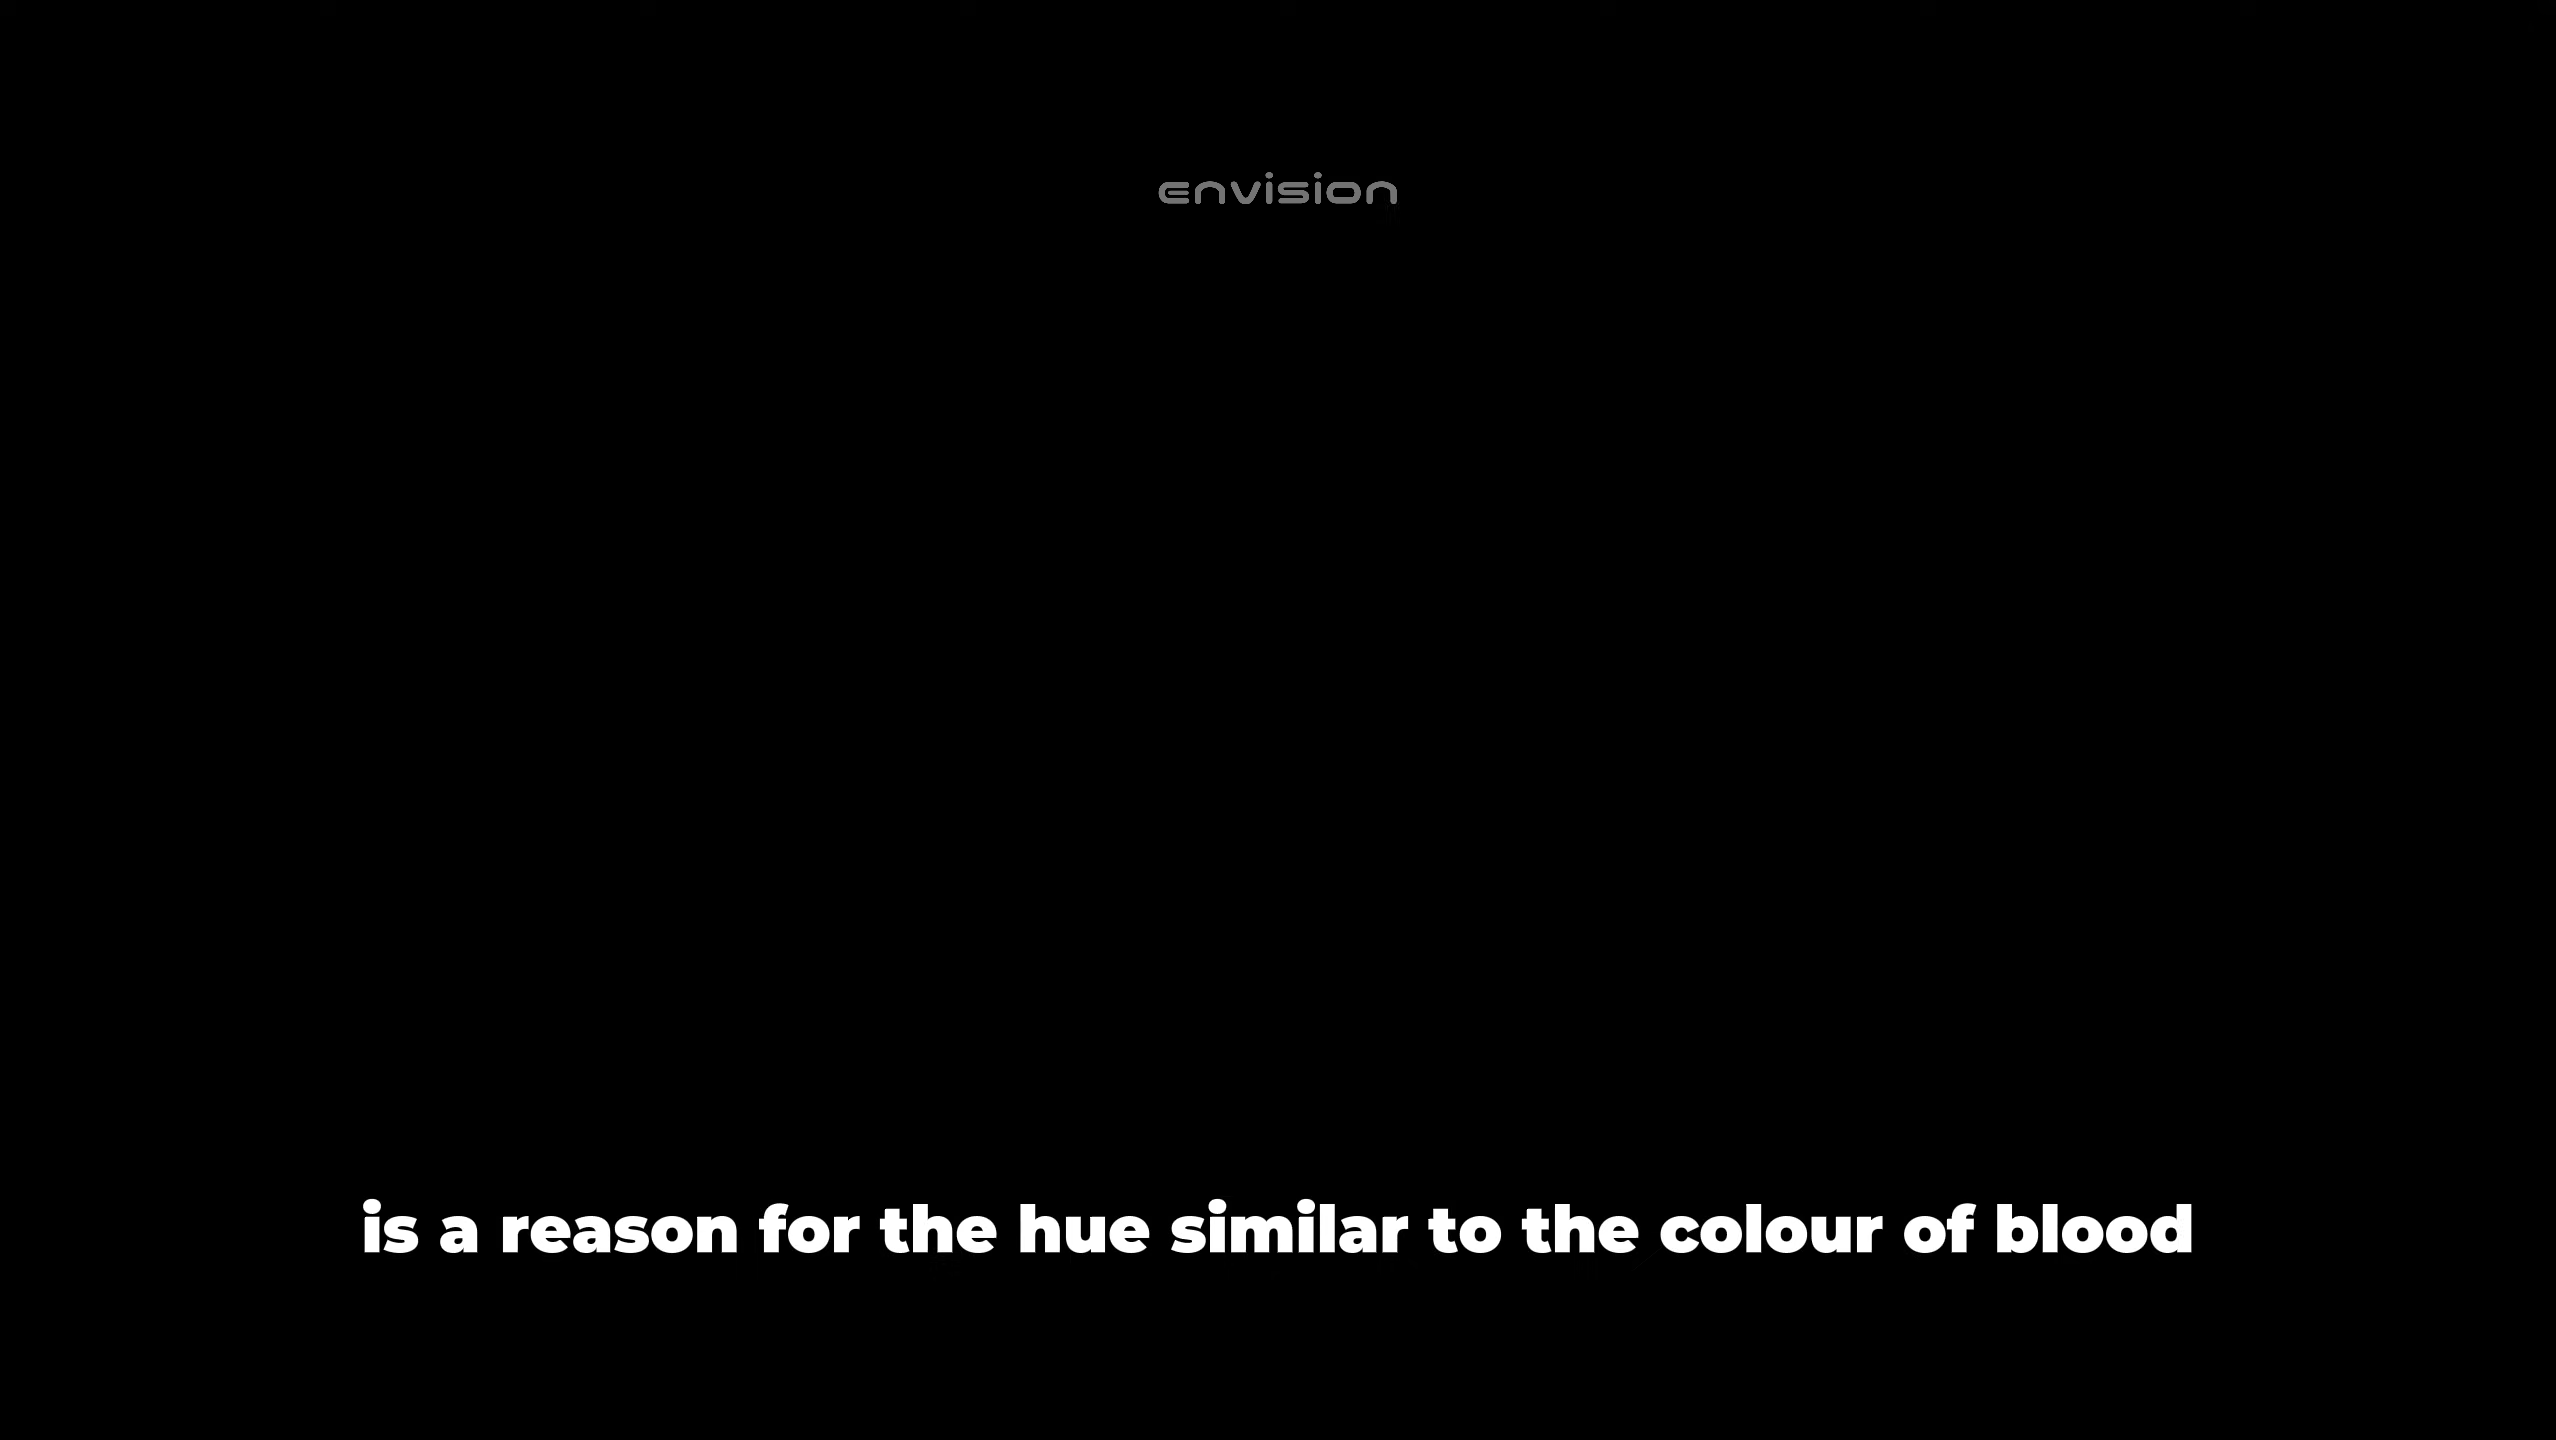 envision
is a reason for the hue similar to the colour of blood